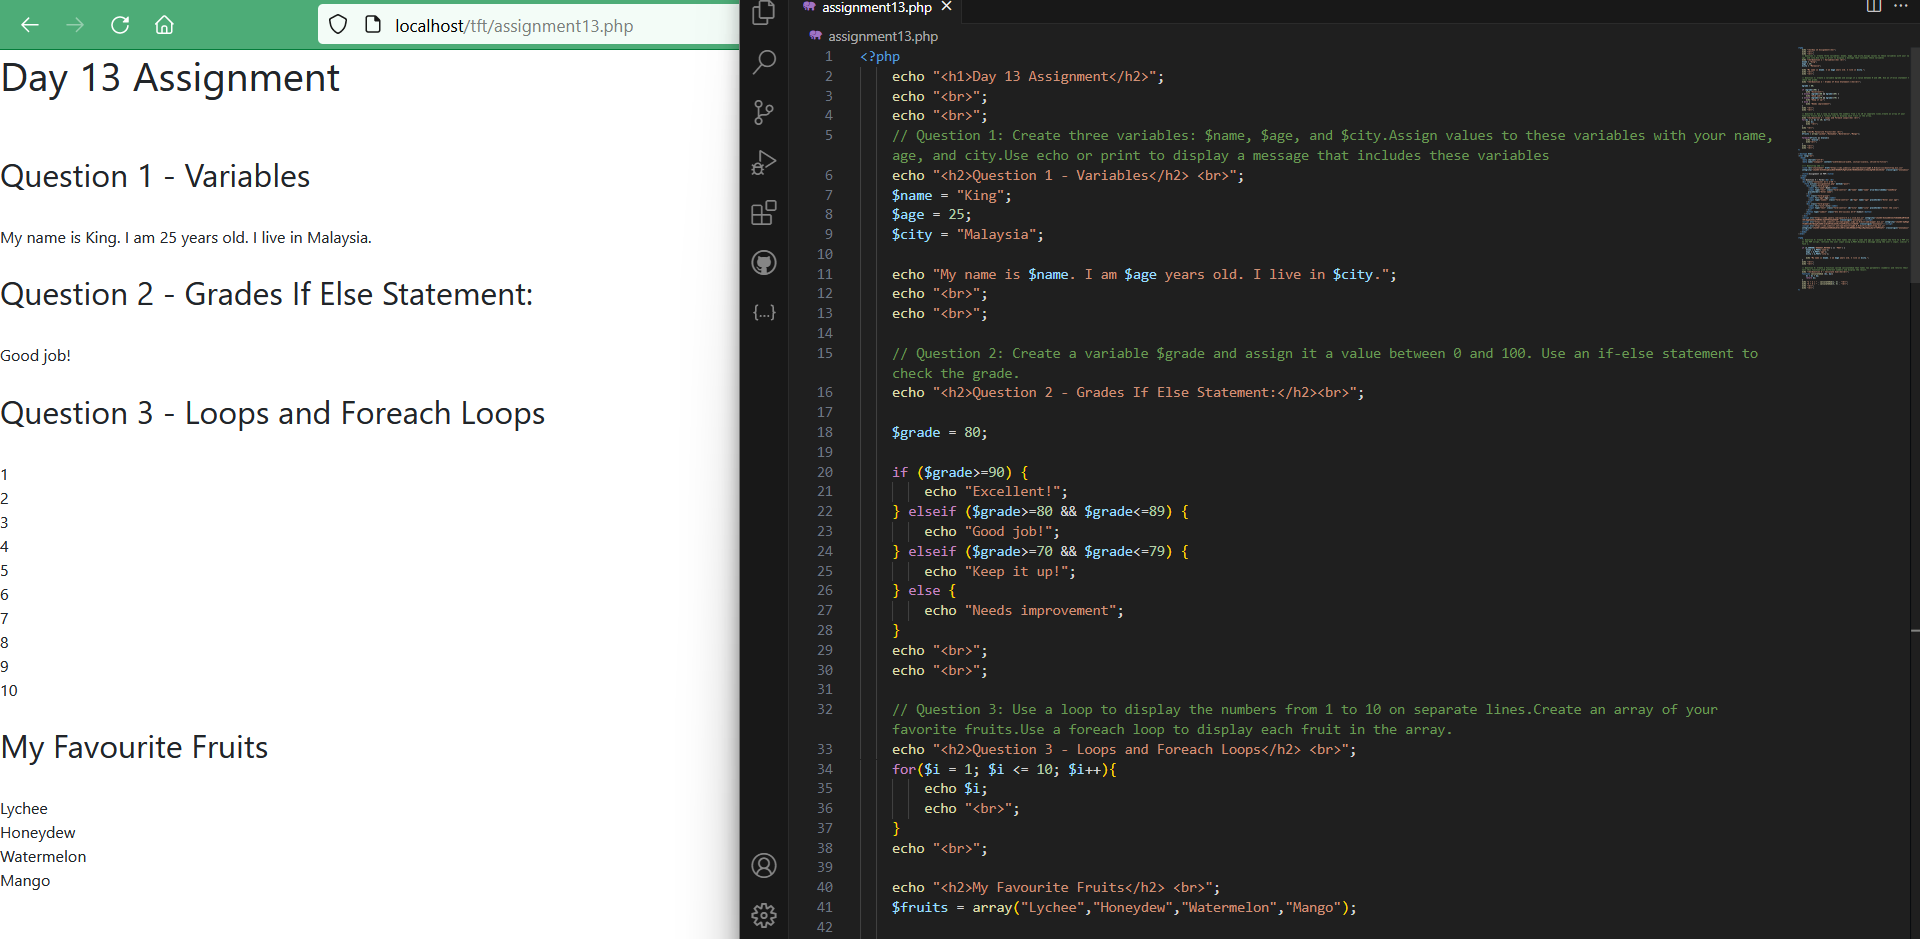 localhost/tft/assignment13.php
Day 13 Assignment
Question 1 - Variables
My name is King. I am 25 years old. I live in Malaysia.
Question 2 - Grades If Else Statement:
Good job!
Question 3 - Loops and Foreach Loops
1
2
3
4
5
6
7
8
9
10
My Favourite Fruits
Lychee
Honeydew
Watermelon
Mango
assignment13.php
assignment13.php
1 <?php
2 echo "<h1>Day 13 Assignment</h2>";
3 echo "<br>";
4 echo "<br>";
5 // Question 1: Create three variables: $name, $age, and $city.Assign values to these variables with your name,
age, and city.Use echo or print to display a message that includes these variables
6 echo "<h2>Question 1 - Variables</h2> <br>";
7 $name = "King";
8 $age = 25;
9 $city = "Malaysia";
10
11 echo "My name is $name. I am $age years old. I live in $city.";
12 echo "<br>";
13 echo "<br>";
14
15 // Question 2: Create a variable $grade and assign it a value between 0 and 100. Use an if-else statement to
check the grade.
16 echo "<h2>Question 2 - Grades If Else Statement:</h2><br>";
17
18 $grade = 80;
19
20 if ($grade>=90) {
21 echo "Excellent!";
22 } elseif ($grade>=80 && $grade<=89) {
23 echo "Good job!";
24 } elseif ($grade>=70 && $grade<=79) {
25 echo "Keep it up!";
26 } else {
27 echo "Needs improvement";
28 }
29 echo "<br>";
30 echo "<br>";
31
32 // Question 3: Use a loop to display the numbers from 1 to 10 on separate lines.Create an array of your
favorite fruits.Use a foreach loop to display each fruit in the array.
33 echo "<h2>Question 3 - Loops and Foreach Loops</h2> <br>";
34 for($i = 1; $i <= 10; $i++){
35 echo $i;
36 echo "<br>";
37 }
38 echo "<br>";
39
40 echo "<h2>My Favourite Fruits</h2> <br>";
41 $fruits = array("Lychee","Honeydew","Watermelon","Mango");
42